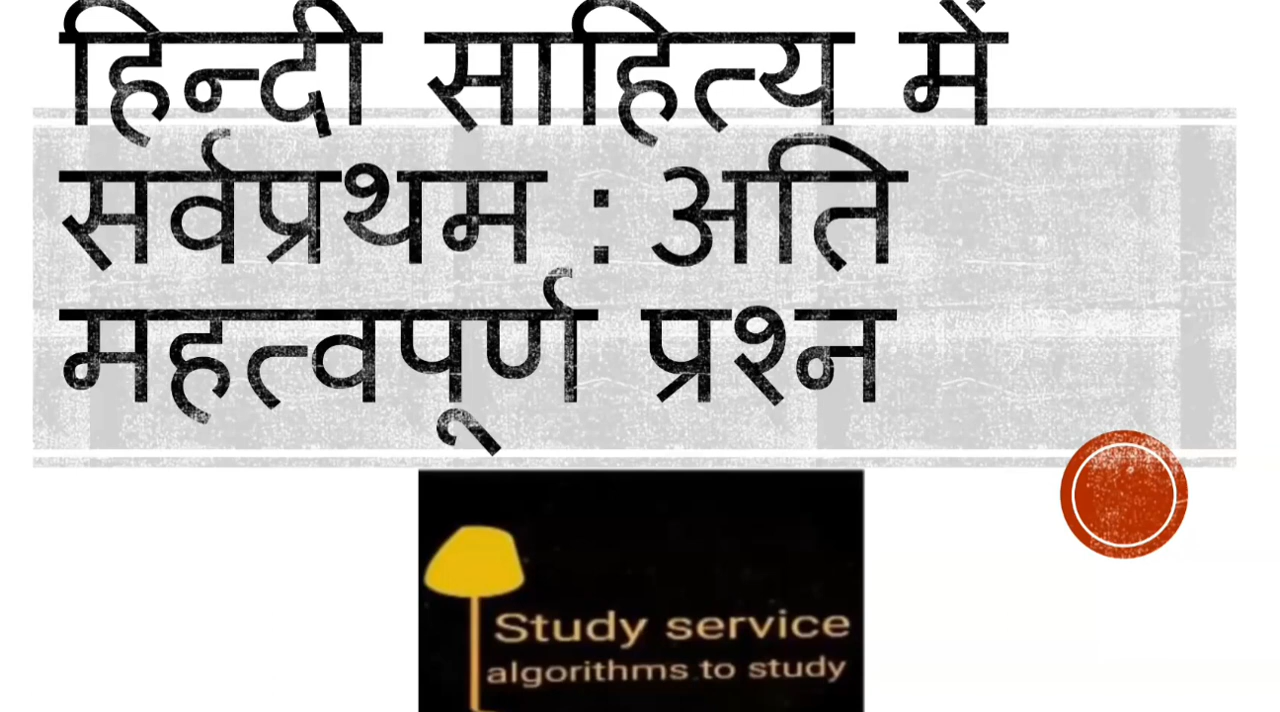 हिन्दी साहित्य में
सर्वप्रथम : अति
महत्वपूर्ण प्रश्न
Study service
algorithms to study